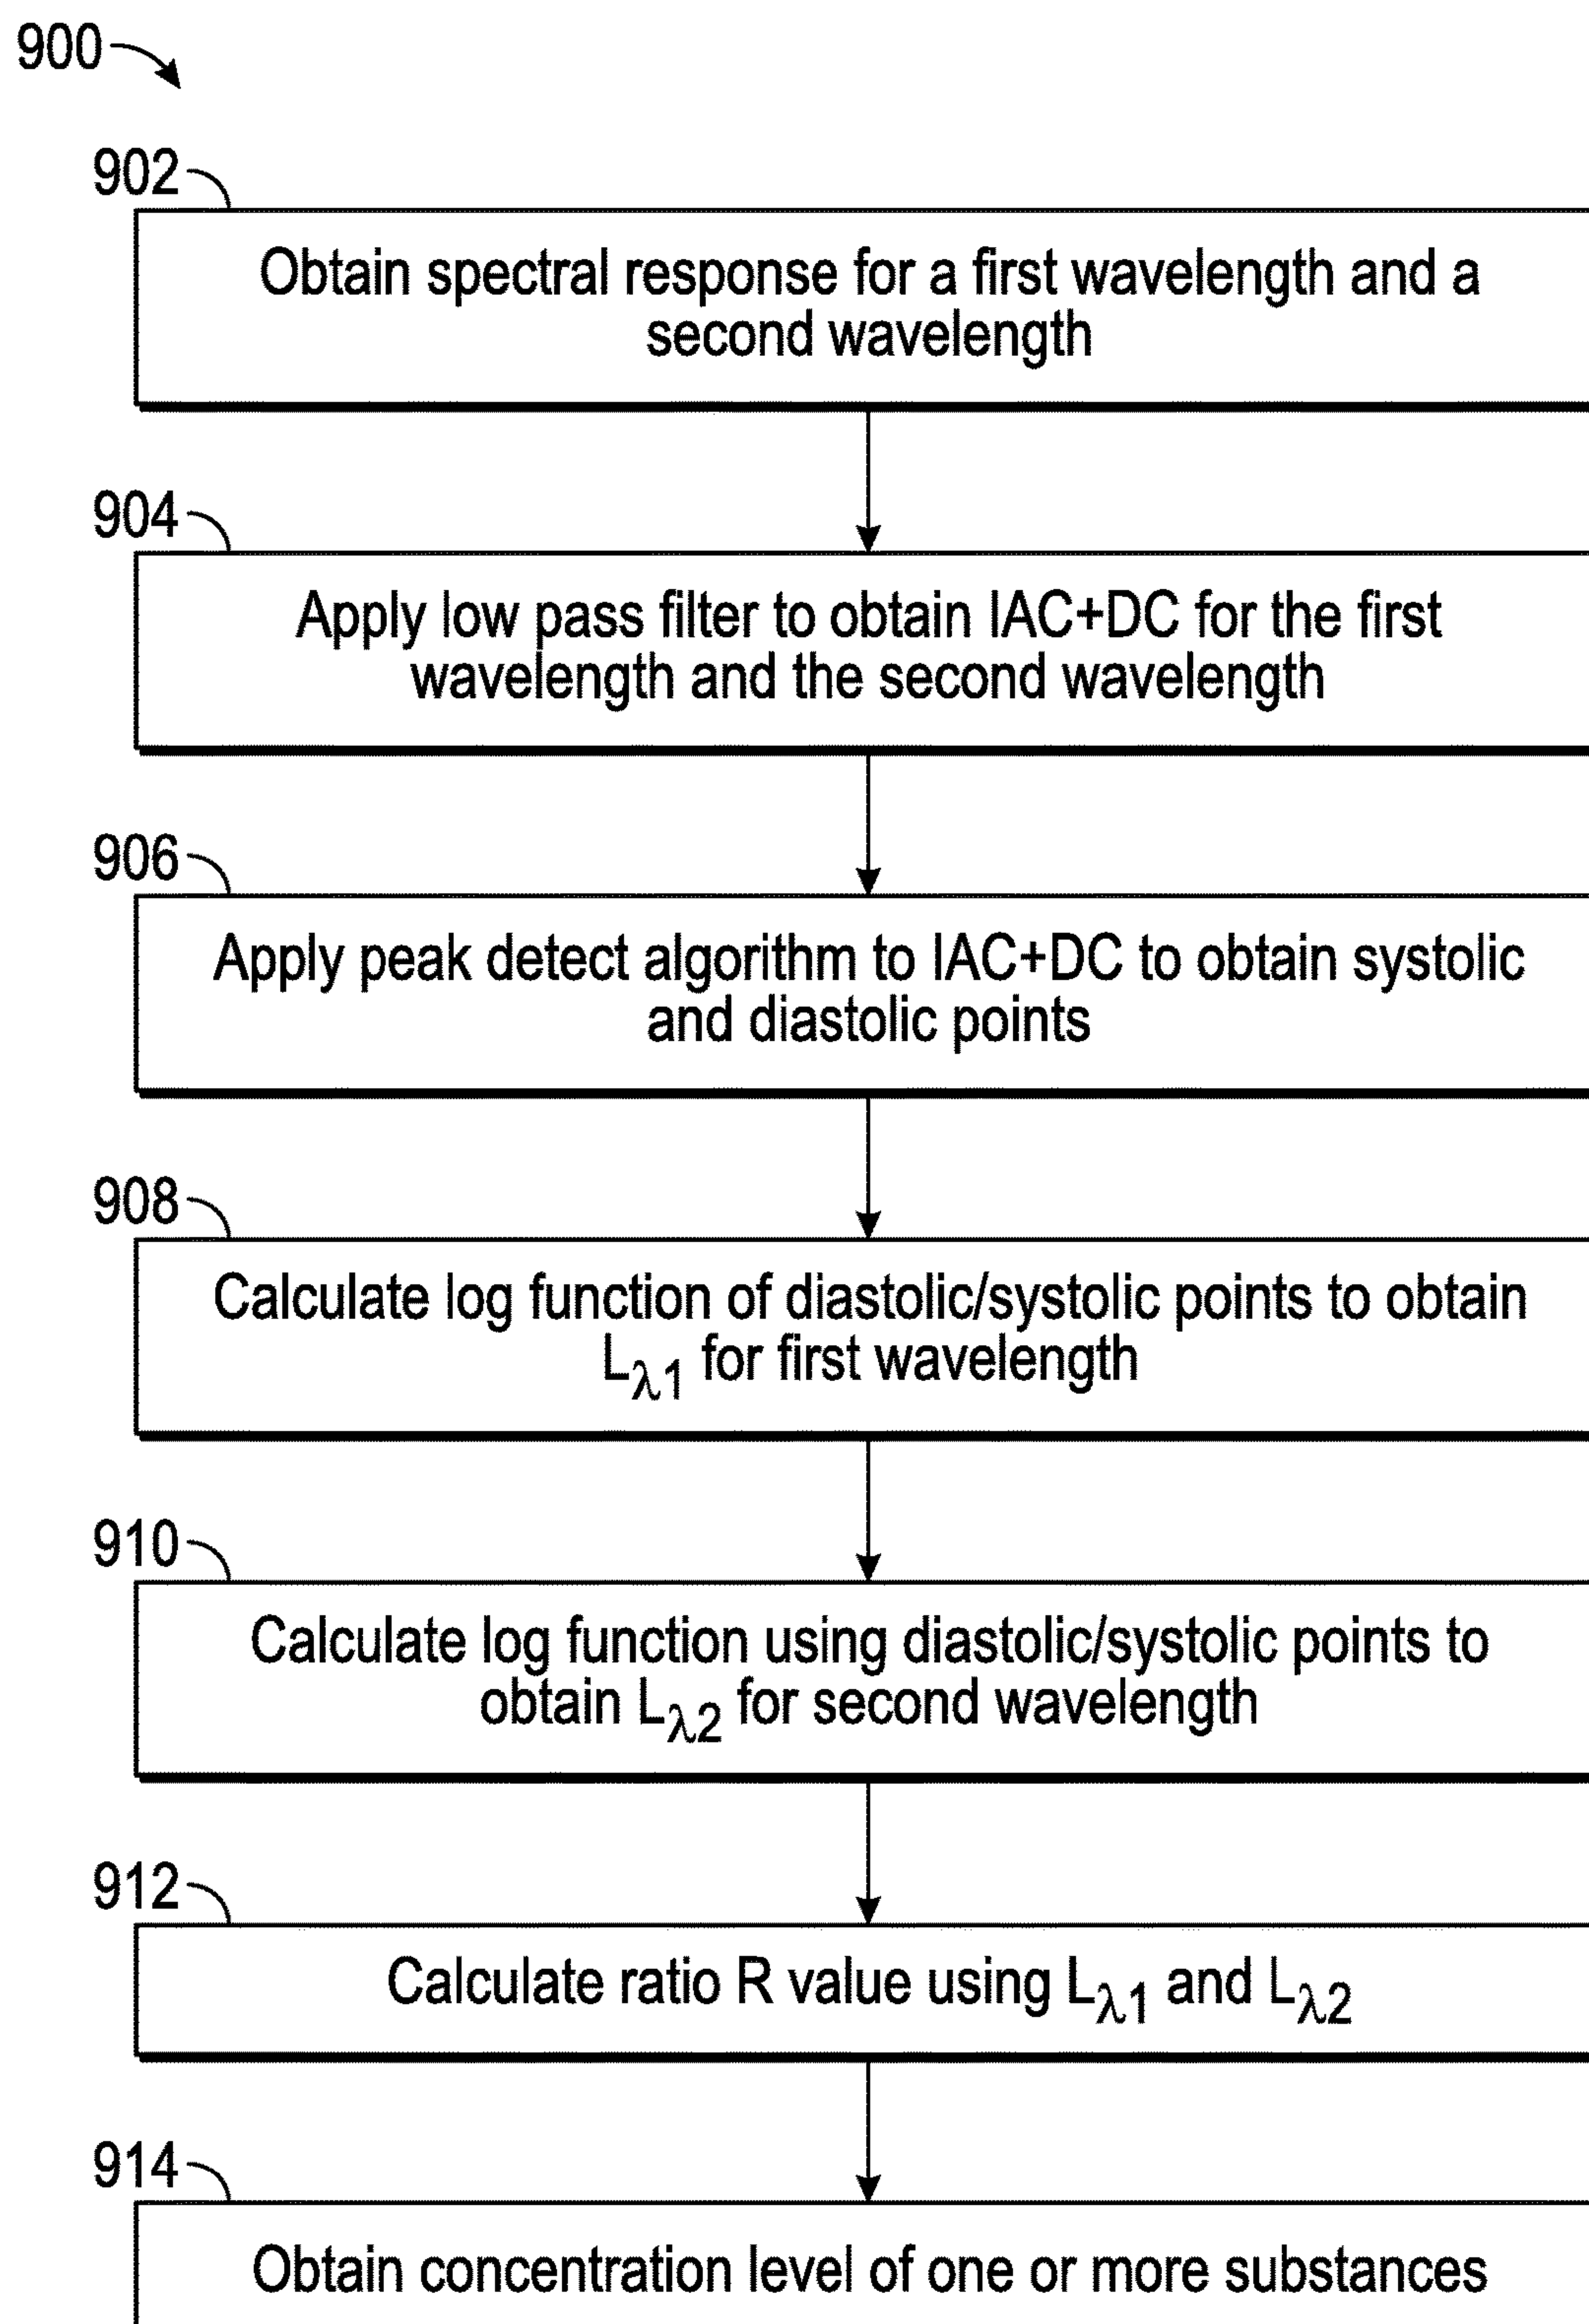 900
902
Obtain spectral response for a first wavelength and a
second wavelength
904
Apply low pass filter to obtain IAC+DC for the first
wavelength and the second wavelength
906
Apply peak detect algorithm to IAC+DC to obtain systolic
and diastolic points
908
Calculate log function of diastolic/systolic points to obtain
Lλ1 for first wavelength
910
Calculate log function using diastolic/systolic points to
obtain Lλ2 for second wavelength
912
Calculate ratio R value using Lλ1 and Lλ2
914
Obtain concentration level of one or more substances